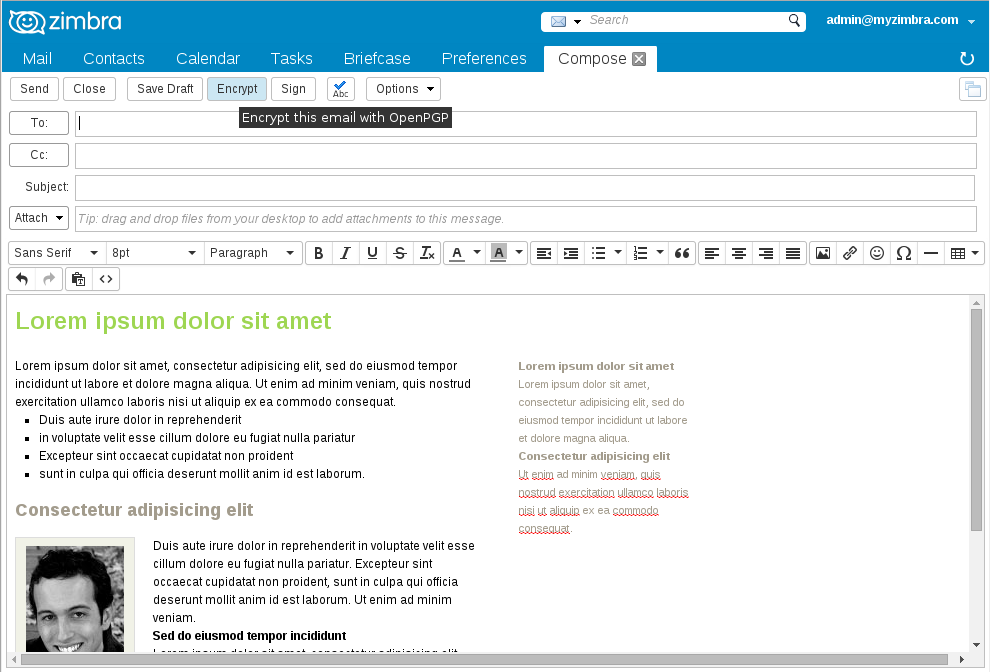 zimbra
Search
admin@myzimbra.com
Mail Contacts Calendar Tasks Briefcase Preferences Compose
Send Close Save Draft Encrypt Sign Abc Options
Encrypt this email with OpenPGP
To:
Cc:
Subject:
Attach Tip: drag and drop files from your desktop to add attachments to this message.
Sans Serif 8pt Paragraph B I U S Tx A A
Lorem ipsum dolor sit amet
Lorem ipsum dolor sit amet, consectetur adipisicing elit, sed do eiusmod tempor
incididunt ut labore et dolore magna aliqua. Ut enim ad minim veniam, quis nostrud
exercitation ullamco laboris nisi ut aliquip ex ea commodo consequat.
Duis aute irure dolor in reprehenderit
in voluptate velit esse cillum dolore eu fugiat nulla pariatur
Excepteur sint occaecat cupidatat non proident
sunt in culpa qui officia deserunt mollit anim id est laborum.
Consectetur adipisicing elit
Duis aute irure dolor in reprehenderit in voluptate velit esse
cillum dolore eu fugiat nulla pariatur. Excepteur sint
occaecat cupidatat non proident, sunt in culpa qui officia
deserunt mollit anim id est laborum. Ut enim ad minim
veniam.
Sed do eiusmod tempor incididunt
Lorem ipsum dolor sit amet, consectetur adipisicing elit,
Lorem ipsum dolor sit amet
Lorem ipsum dolor sit amet,
consectetur adipisicing elit, sed do
eiusmod tempor incididunt ut labore
et dolore magna aliqua.
Consectetur adipisicing elit
Ut enim ad minim veniam, quis
nostrud exercitation ullamco laboris
nisi ut aliquip ex ea commodo
consequat.